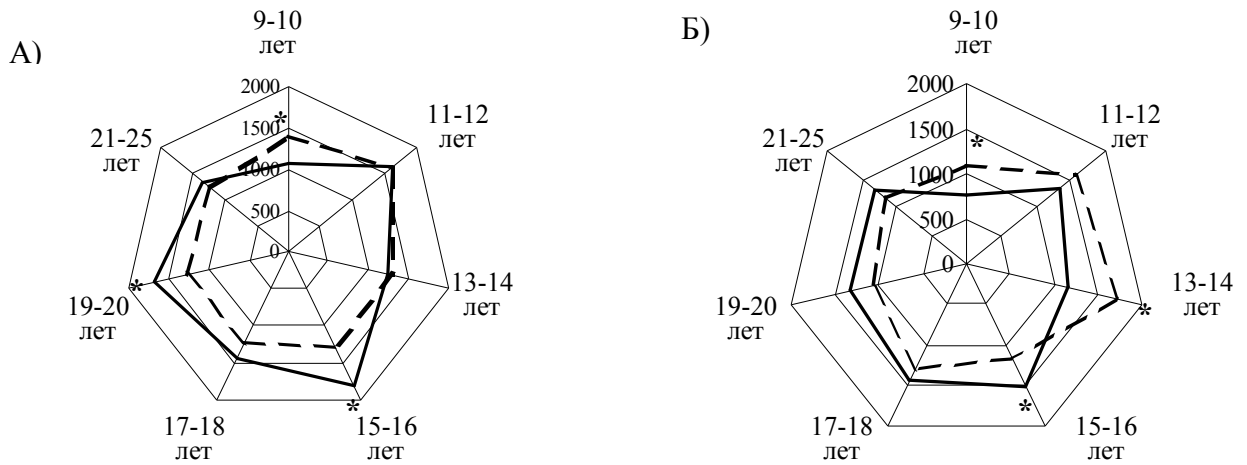 А)
9-10
лет
2000
1500
1000
500
0
*
11-12
лет
13-14
лет
15-16
лет
*
17-18
лет
19-20
лет
*
21-25
лет
Б)
9-10
лет
2000
1500
1000
500
0
*
11-12
лет
13-14
лет
*
15-16
лет
*
17-18
лет
19-20
лет
21-25
лет